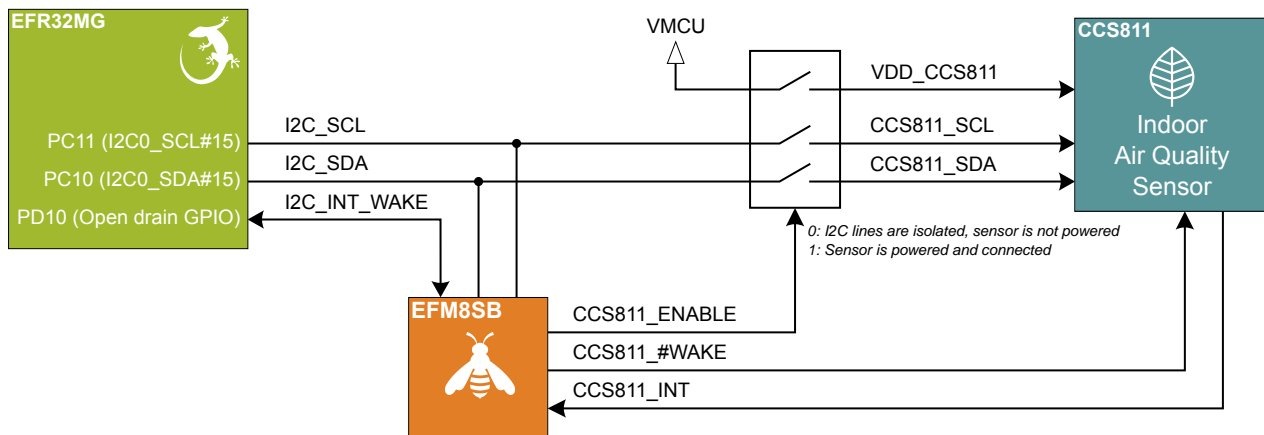 EFR32MG
VMCU
CCS811
VDD_CCS811
PC11 (I2C0_SCL#15)
I2C_SCL
CCS811_SCL
Indoor
Air Quality
Sensor
PC10 (I2C0_SDA#15)
I2C_SDA
CCS811_SDA
PD10 (Open drain GPIO)
I2C_INT_WAKE
0: I2C lines are isolated, sensor is not powered
1: Sensor is powered and connected
EFM8SB
CCS811_ENABLE
CCS811_#WAKE
CCS811_INT